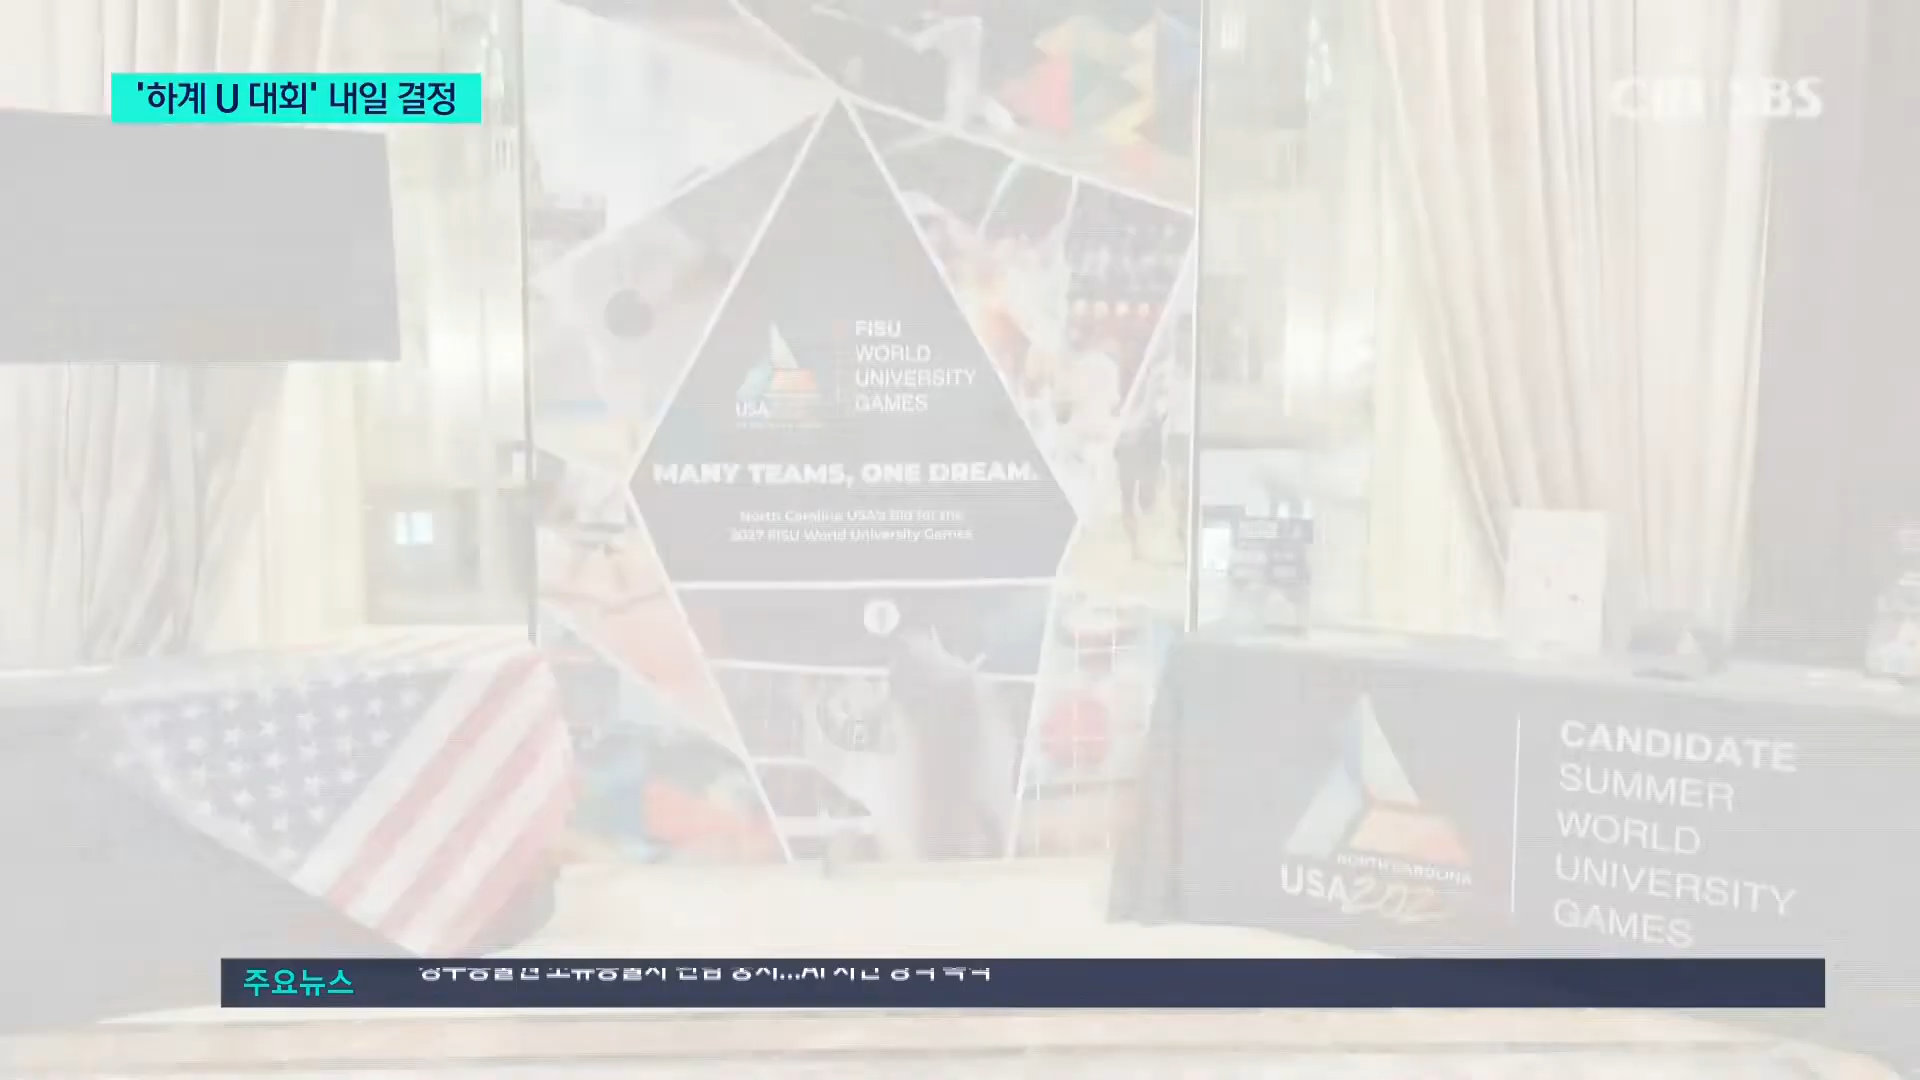 '하계 U 대회' 내일 결정
CJB SBS
FISU
WORLD
UNIVERSITY
GAMES
USA
MANY TEAMS, ONE DREAM.
North Carolina USA's Bid for the
2027 FISU World University Games
CANDIDATE
SUMMER
WORLD
UNIVERSITY
GAMES
NORTH CAROLINA
USA 202
주요뉴스